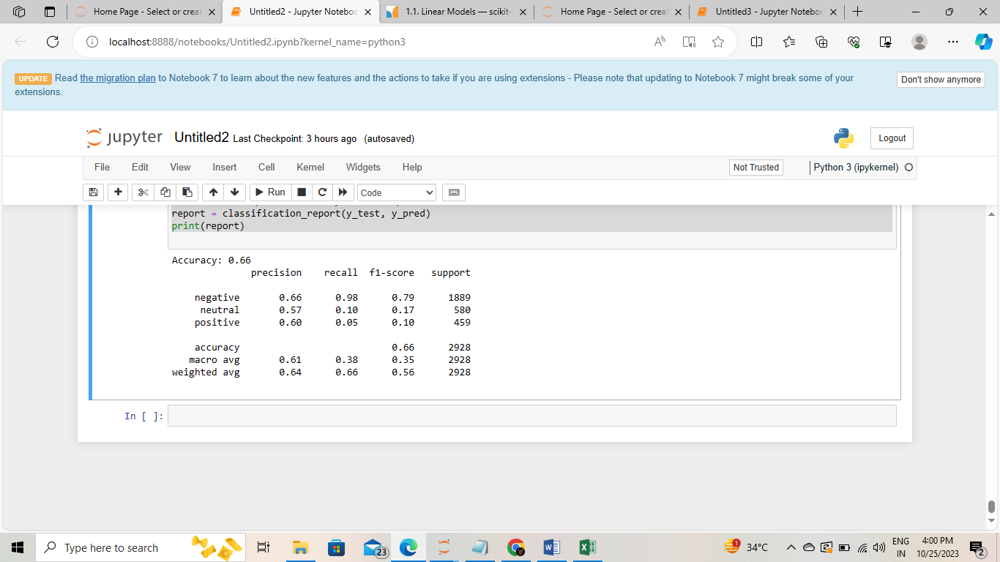 Home Page - Select or creat
Untitled2 - Jupyter Noteboo
1.1. Linear Models — scikit-
Home Page - Select or creat
Untitled3 - Jupyter Noteboo
localhost:8888/notebooks/Untitled2.ipynb?kernel_name=python3
UPDATE Read the migration plan to Notebook 7 to learn about the new features and the actions to take if you are using extensions - Please note that updating to Notebook 7 might break some of your
extensions.
Don't show anymore
jupyter Untitled2 Last Checkpoint: 3 hours ago (autosaved)
Logout
File Edit View Insert Cell Kernel Widgets Help
Not Trusted
Python 3 (ipykernel)
Run
Code
report = classification_report(y_test, y_pred)
print(report)
Accuracy: 0.66
precision recall f1-score support
negative 0.66 0.98 0.79 1889
neutral 0.57 0.10 0.17 580
positive 0.60 0.05 0.10 459
accuracy 0.66 2928
macro avg 0.61 0.38 0.35 2928
weighted avg 0.64 0.66 0.56 2928
In [ ]:
Type here to search
23
1
34°C
ENG
IN
4:00 PM
10/25/2023
2